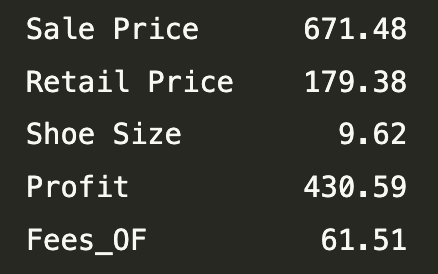 Sale Price 671.48
Retail Price 179.38
Shoe Size 9.62
Profit 430.59
Fees_OF 61.51